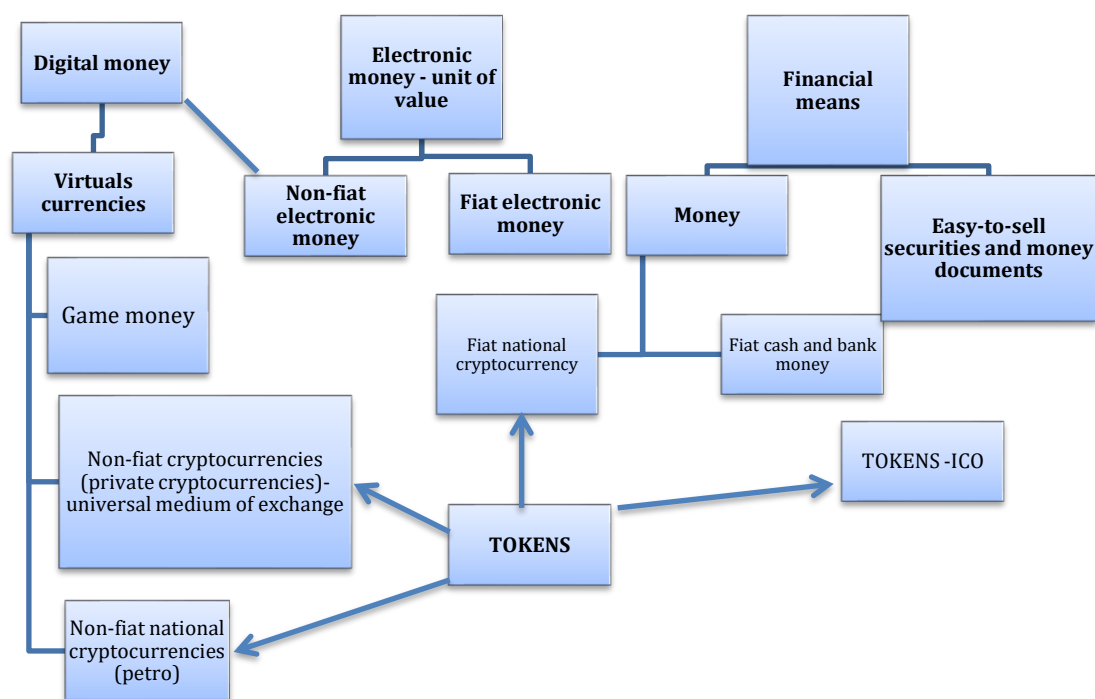 Digital money
Electronic
money - unit of
value
Financial
means
Virtuals
currencies
Non-fiat
electronic
money
Fiat electronic
money
Money
Easy-to-sell
securities and money
documents
Game money
Fiat national
cryptocurrency
Fiat cash and bank
money
Non-fiat cryptocurrencies
(private cryptocurrencies)-
universal medium of exchange
TOKENS -ICO
TOKENS
Non-fiat national
cryptocurrencies
(petro)